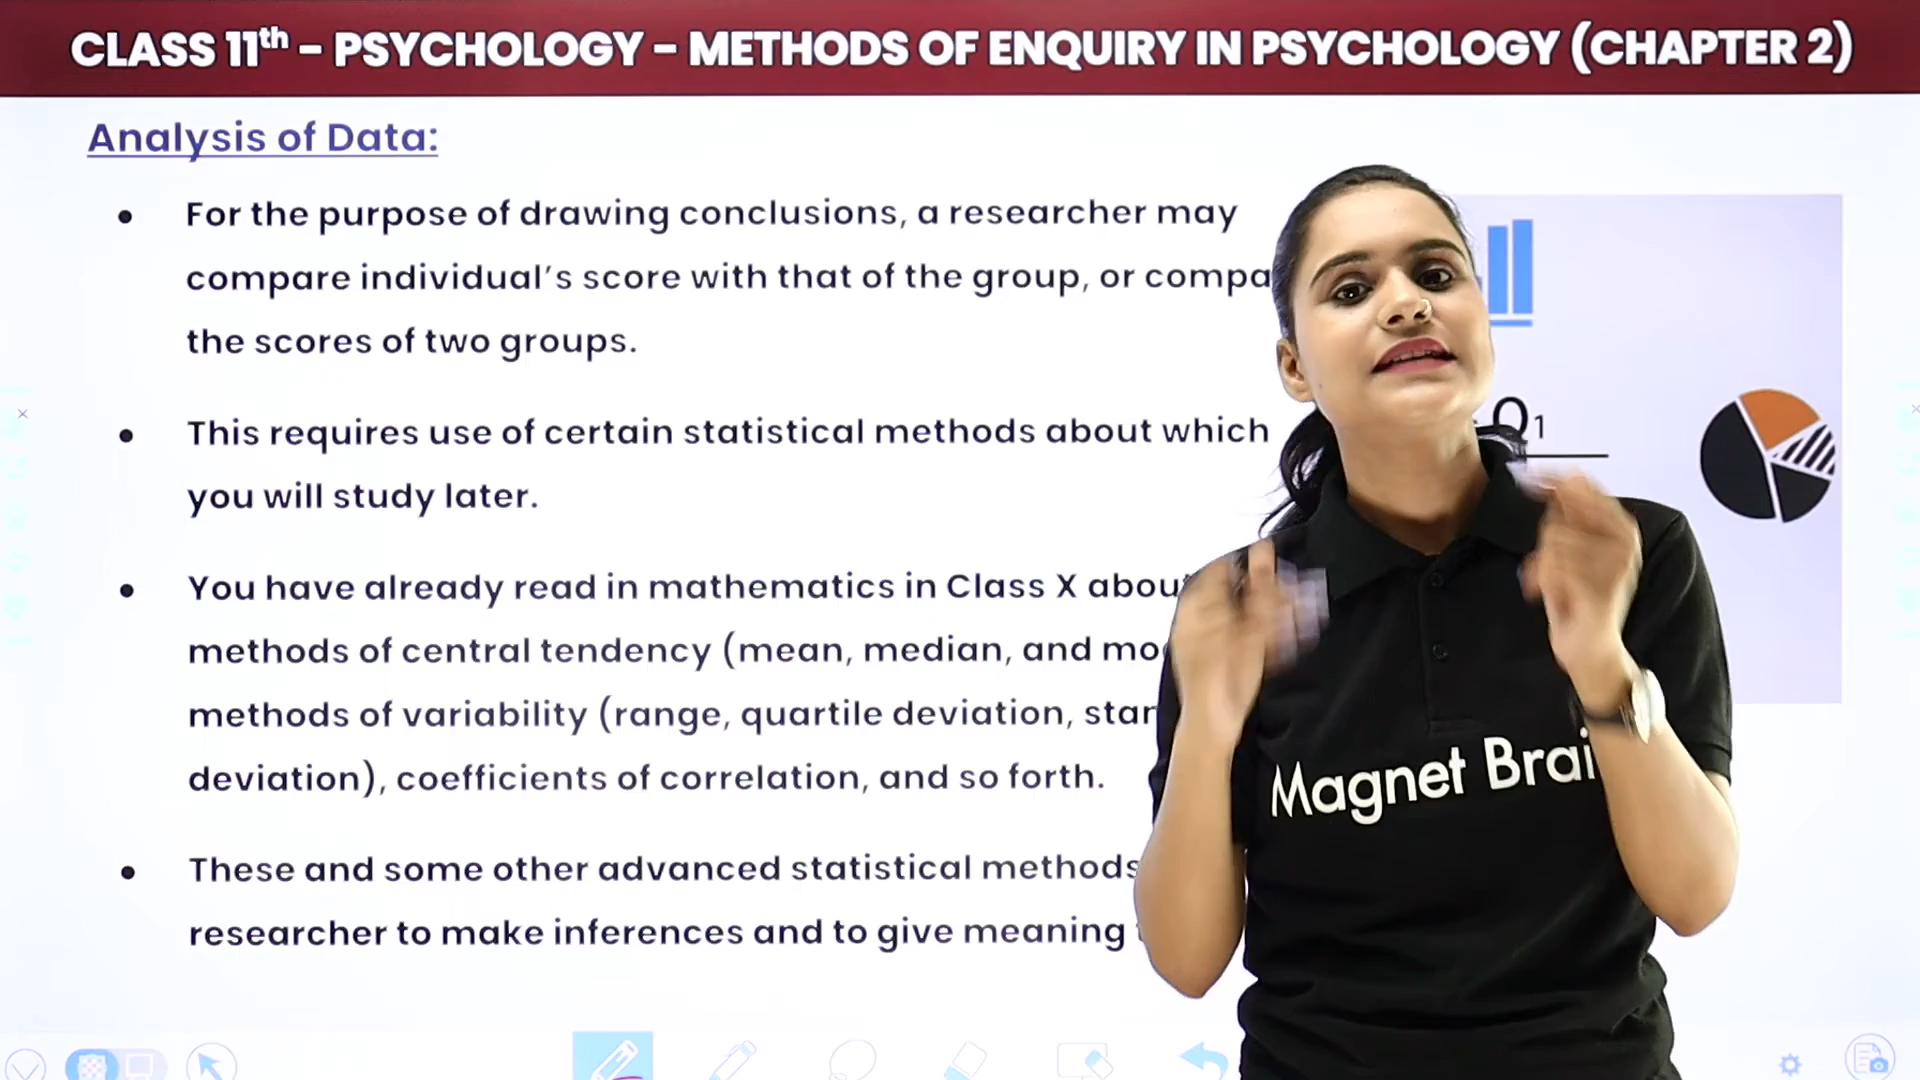 CLASS 11th - PSYCHOLOGY - METHODS OF ENQUIRY IN PSYCHOLOGY (CHAPTER 2)
Analysis of Data:
• For the purpose of drawing conclusions, a researcher may
compare individual's score with that of the group, or compa
the scores of two groups.
• This requires use of certain statistical methods about which
you will study later.
• You have already read in mathematics in Class X abou
methods of central tendency (mean, median, and mo
methods of variability (range, quartile deviation, star
deviation), coefficients of correlation, and so forth.
• These and some other advanced statistical methods
researcher to make inferences and to give meaning
Q1
Magnet Brai